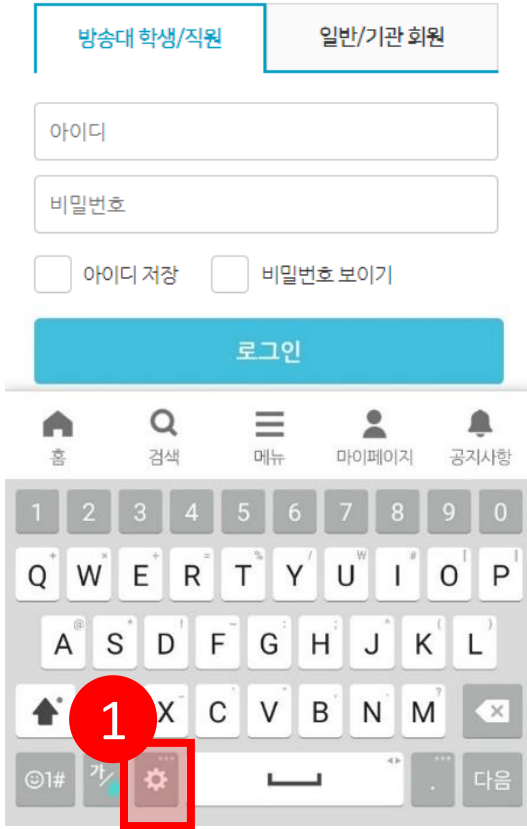 방송대 학생/직원 일반/기관 회원
아이디
비밀번호
아이디 저장 비밀번호 보이기
로그인
홈 검색 메뉴 마이페이지 공지사항
1 2 3 4 5 6 7 8 9 0
+ × ÷ = % / ₩ # [ ]
Q W E R T Y U I O P
@ * ! ~ : ; ^ ( )
A S D F G H J K L
- ' " , ?
1 X C V B N M
☺1# 가/ . 다음